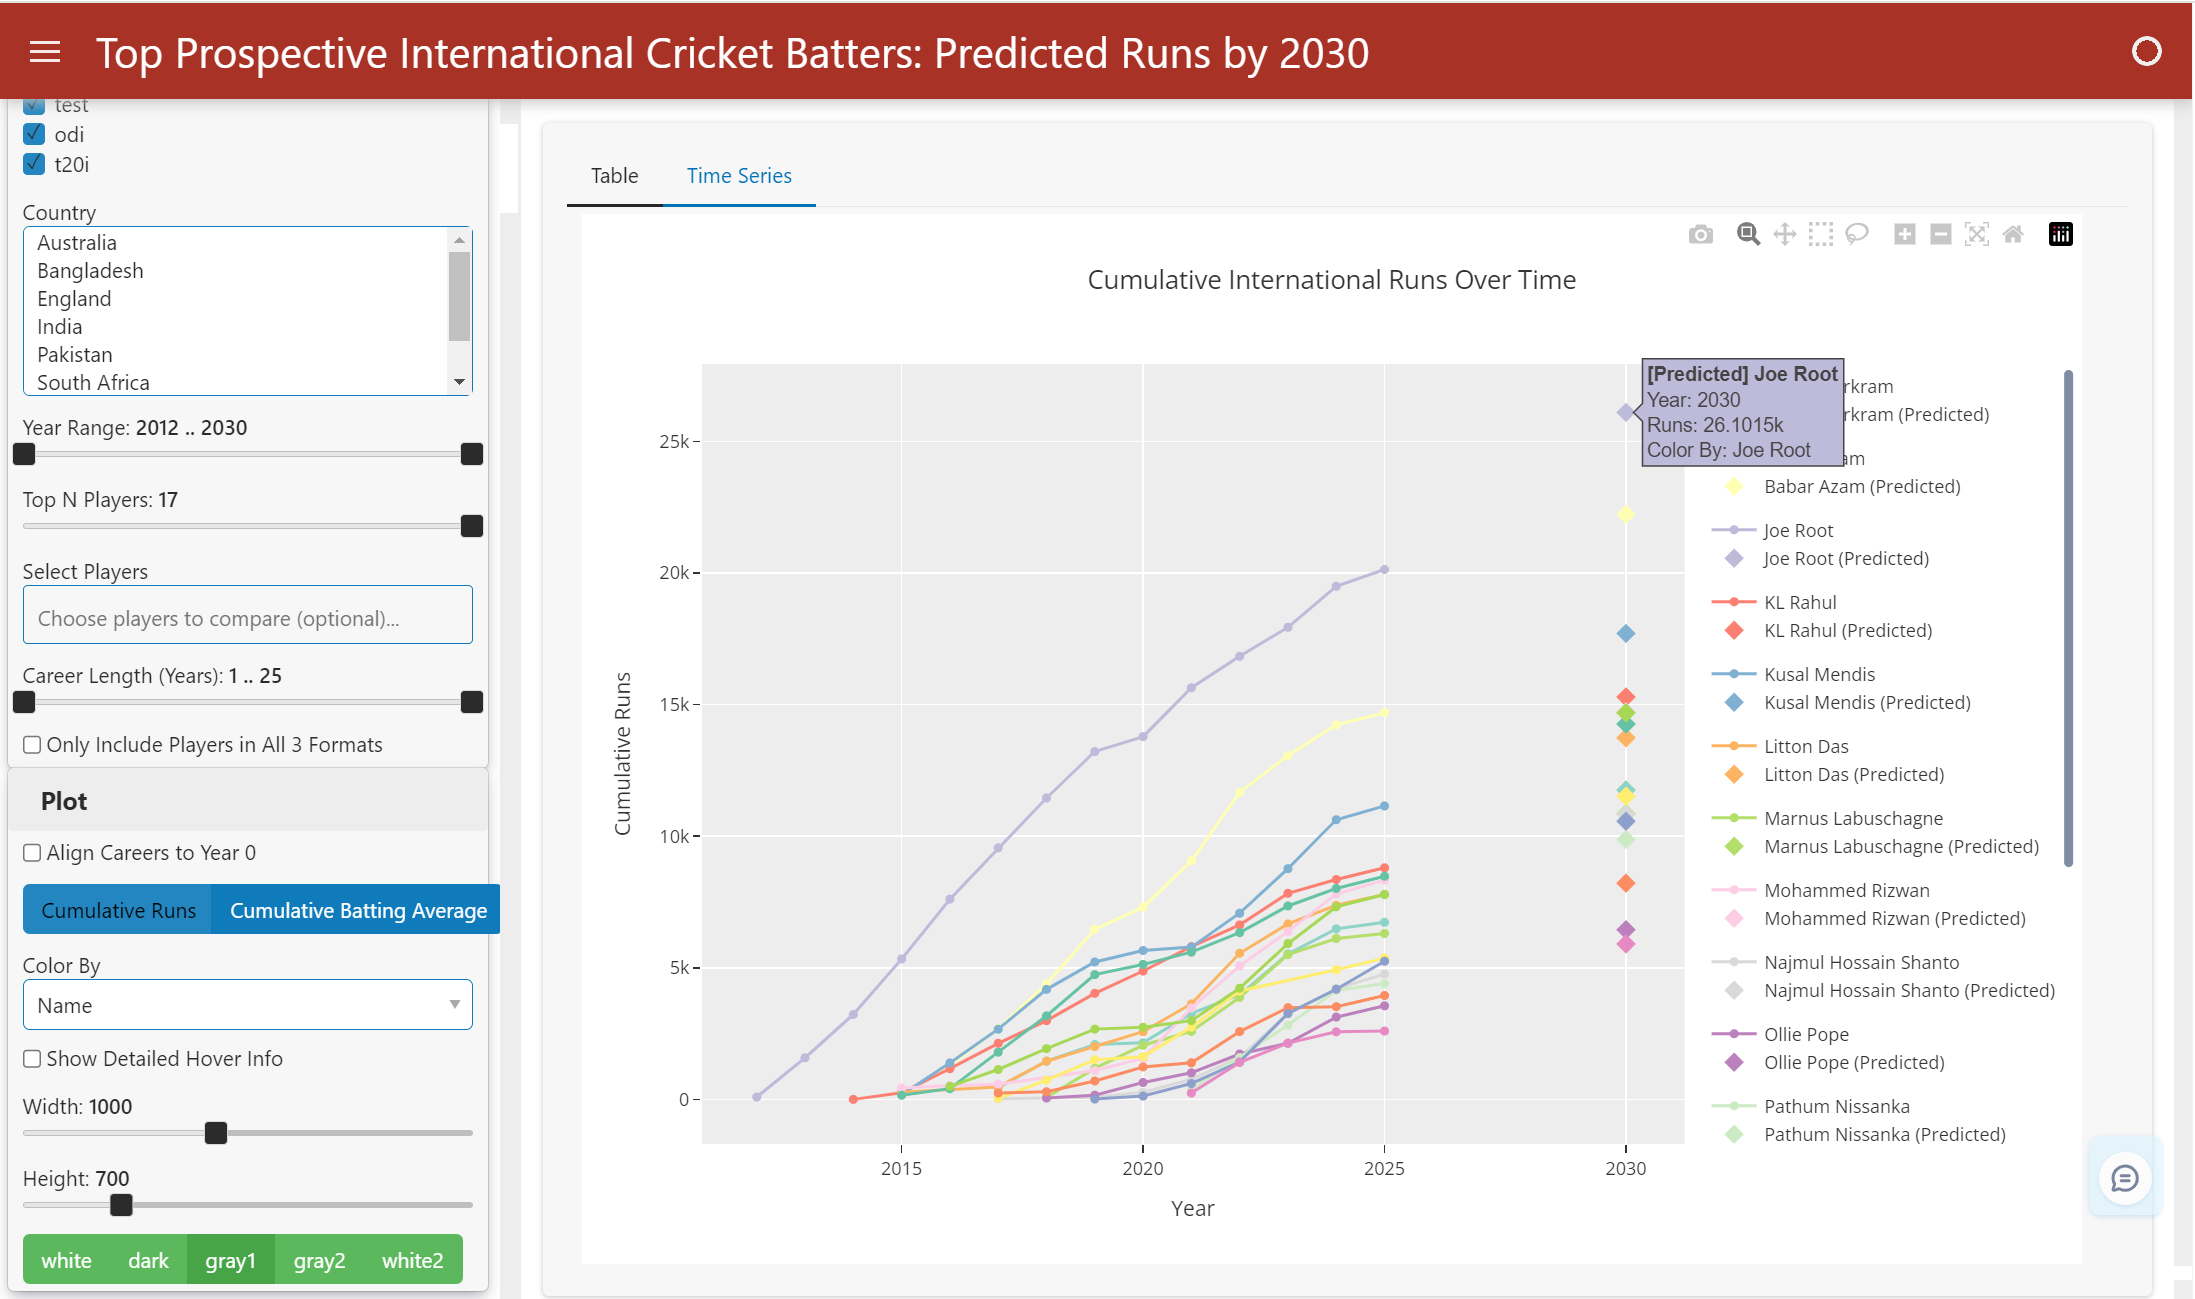 Top Prospective International Cricket Batters: Predicted Runs by 2030
test
odi
t20i
Country
Australia
Bangladesh
England
India
Pakistan
South Africa
Year Range: 2012 .. 2030
Top N Players: 17
Select Players
Choose players to compare (optional)...
Career Length (Years): 1 .. 25
Only Include Players in All 3 Formats
Plot
Align Careers to Year 0
Cumulative Runs Cumulative Batting Average
Color By
Name
Show Detailed Hover Info
Width: 1000
Height: 700
white dark gray1 gray2 white2
Table Time Series
Cumulative International Runs Over Time
[Predicted] Joe Root
Year: 2030
Runs: 26.1015k
Color By: Joe Root
25k
20k
15k
10k
5k
0
Cumulative Runs
2015 2020 2025 2030
Year
rkram
rkram (Predicted)
am
Babar Azam (Predicted)
Joe Root
Joe Root (Predicted)
KL Rahul
KL Rahul (Predicted)
Kusal Mendis
Kusal Mendis (Predicted)
Litton Das
Litton Das (Predicted)
Marnus Labuschagne
Marnus Labuschagne (Predicted)
Mohammed Rizwan
Mohammed Rizwan (Predicted)
Najmul Hossain Shanto
Najmul Hossain Shanto (Predicted)
Ollie Pope
Ollie Pope (Predicted)
Pathum Nissanka
Pathum Nissanka (Predicted)